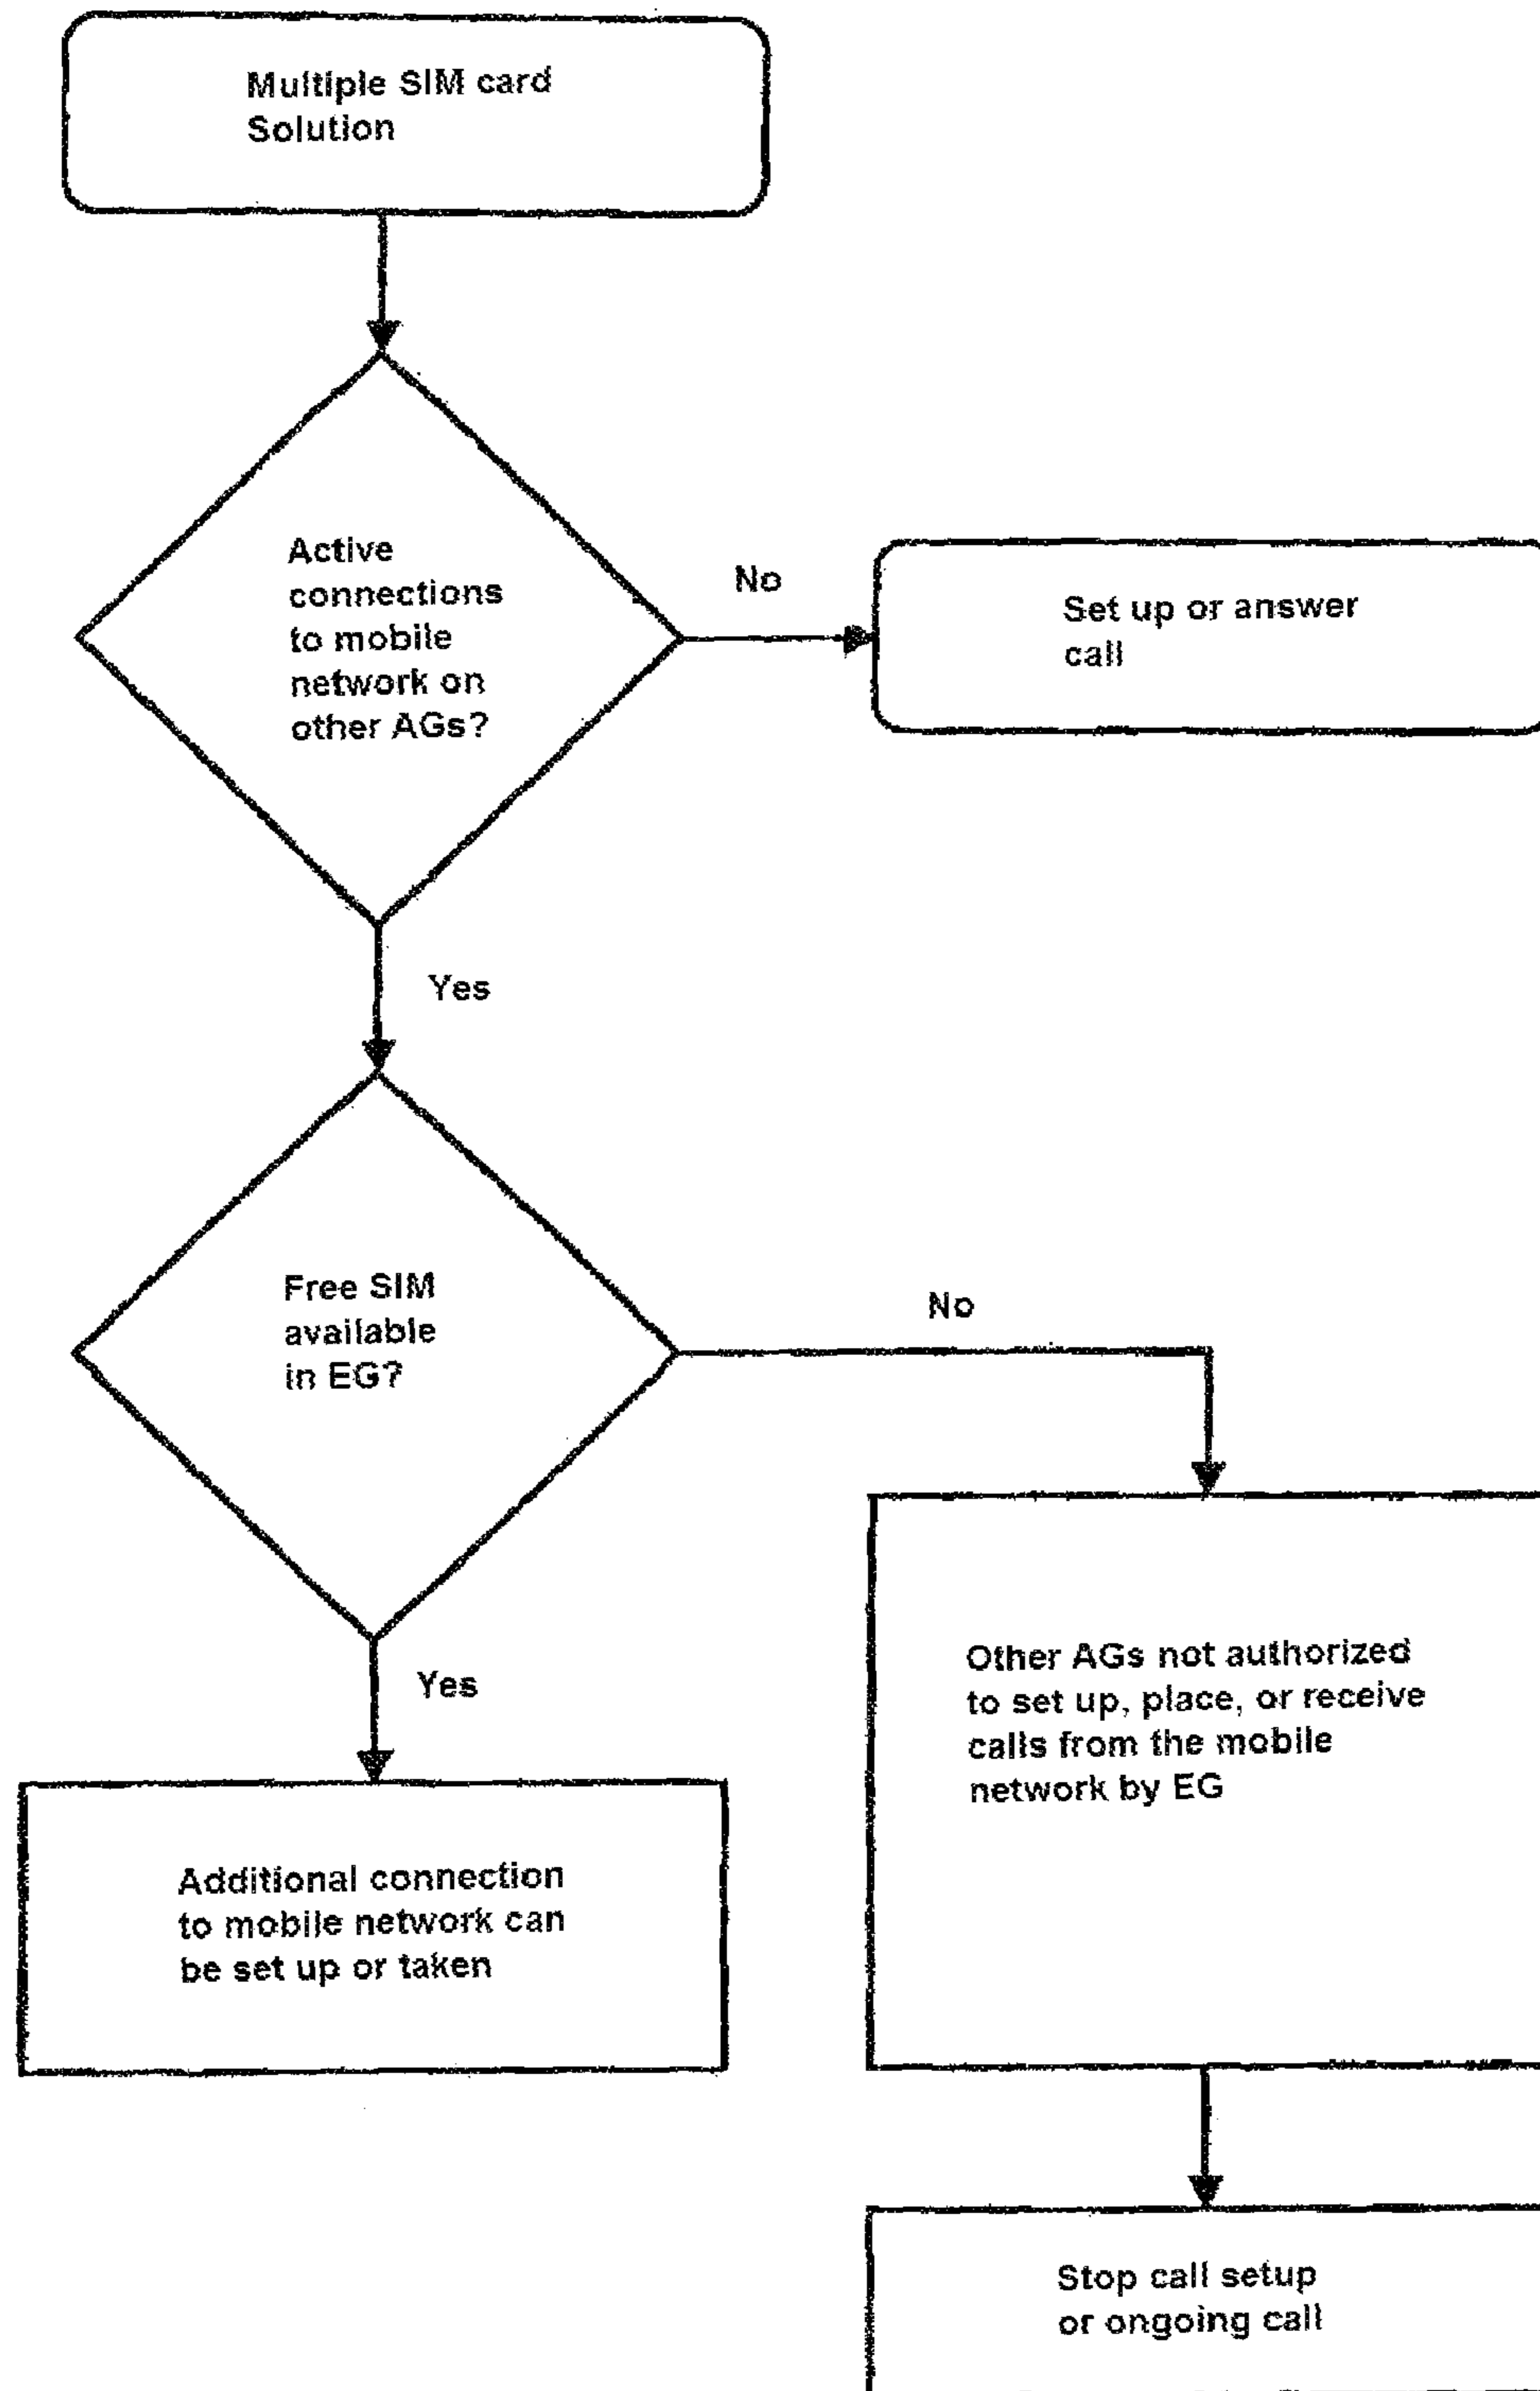 Multiple SIM card
Solution
Active
connections
to mobile
network on
other AGs?
No
Set up or answer
call
Yes
Free SIM
available
in EG?
No
Yes
Other AGs not authorized
to set up, place, or receive
calls from the mobile
network by EG
Additional connection
to mobile network can
be set up or taken
Stop call setup
or ongoing call